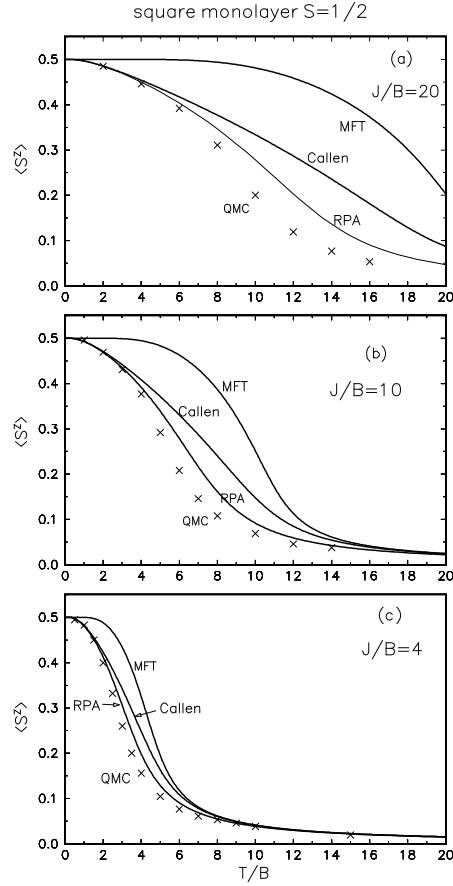 square monolayer S=1/2
(a)
J/B=20
0.5
0.4
0.3
0.2
0.1
0.0
⟨S^z⟩
MFT
Callen
QMC
RPA
0 2 4 6 8 10 12 14 16 18 20
(b)
J/B=10
0.5
0.4
0.3
0.2
0.1
0.0
⟨S^z⟩
MFT
Callen
RPA
QMC
0 2 4 6 8 10 12 14 16 18 20
(c)
J/B=4
0.5
0.4
0.3
0.2
0.1
0.0
⟨S^z⟩
MFT
RPA
Callen
QMC
0 2 4 6 8 10 12 14 16 18 20
T/B